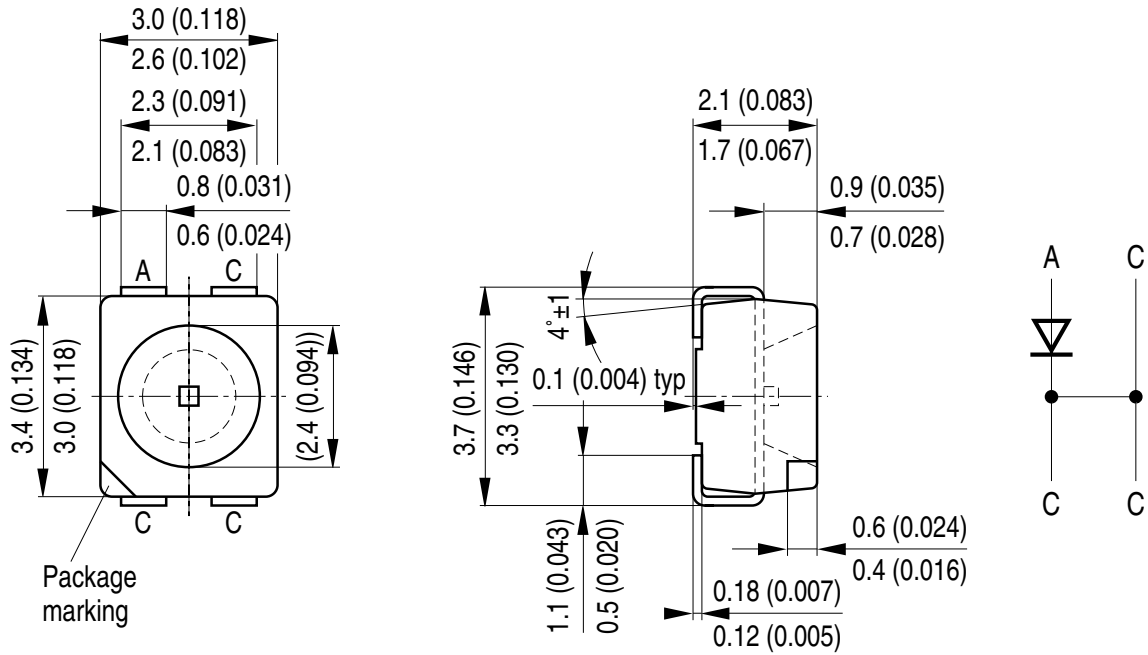 3.0 (0.118)
2.6 (0.102)
2.3 (0.091)
2.1 (0.083)
0.8 (0.031)
0.6 (0.024)
A
C
3.4 (0.134)
3.0 (0.118)
(2.4 (0.094))
C
C
Package
marking
2.1 (0.083)
1.7 (0.067)
0.9 (0.035)
0.7 (0.028)
4°±1
0.1 (0.004) typ
3.7 (0.146)
3.3 (0.130)
1.1 (0.043)
0.5 (0.020)
0.6 (0.024)
0.4 (0.016)
0.18 (0.007)
0.12 (0.005)
A
C
C
C